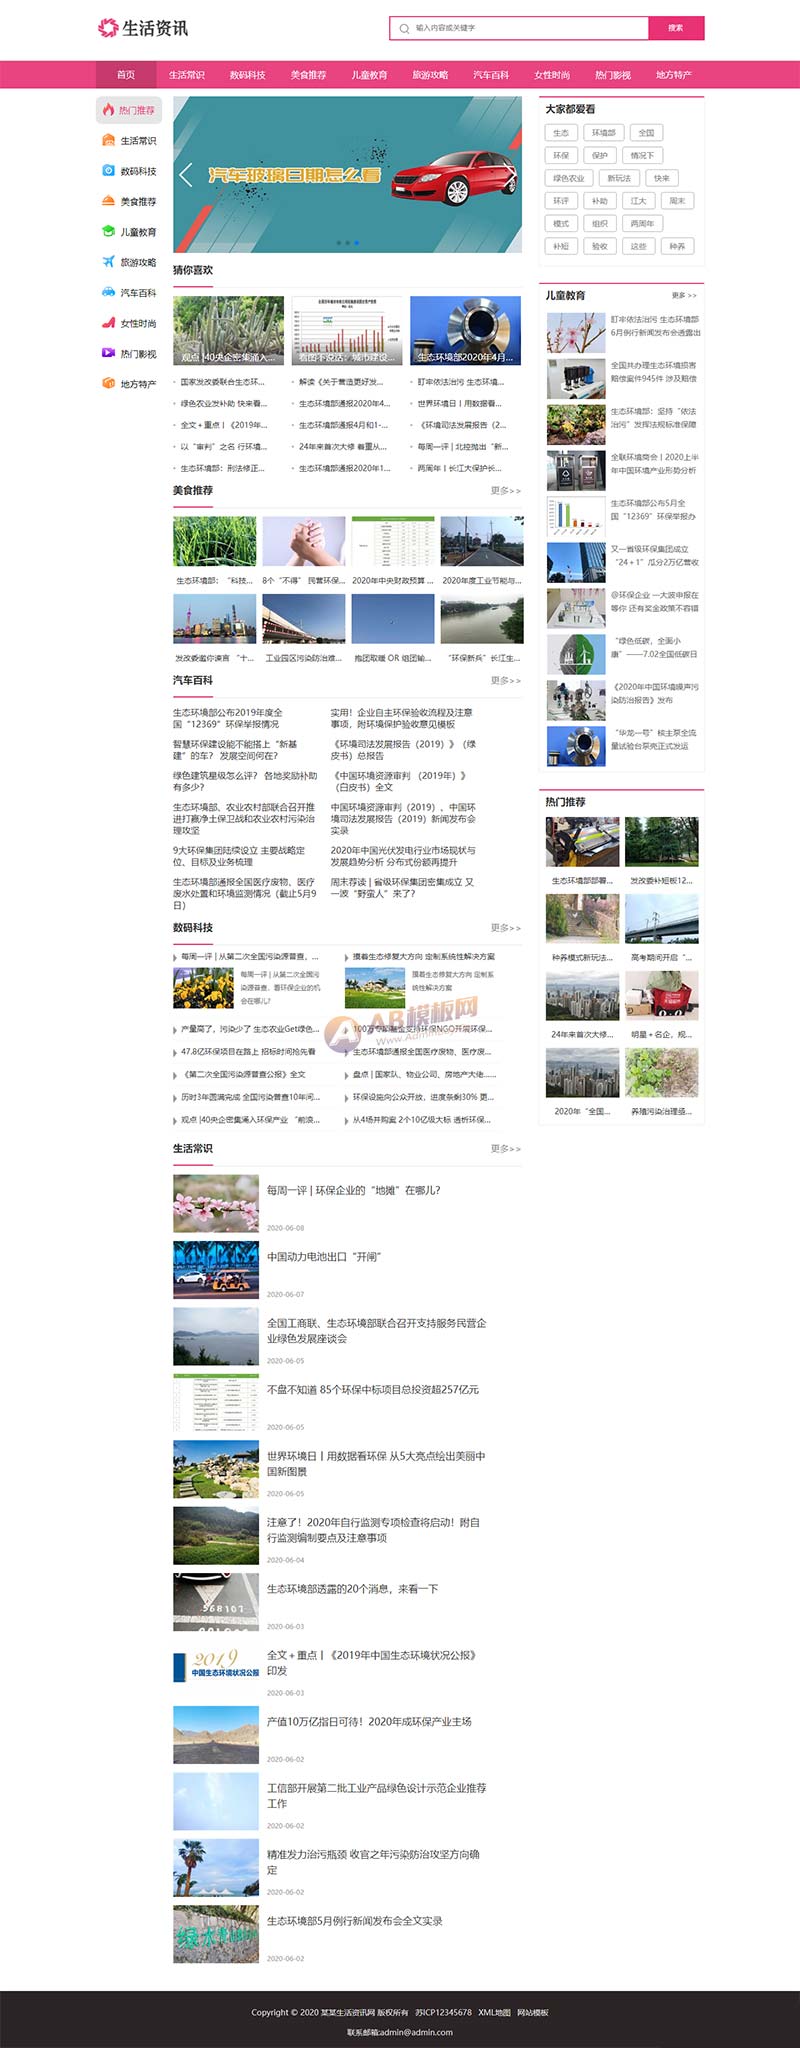 生活资讯
输入内容或关键字
搜索
首页
生活常识
数码科技
美食推荐
儿童教育
旅游攻略
汽车百科
女性时尚
热门影视
地方特产
热门推荐
生活常识
数码科技
美食推荐
儿童教育
旅游攻略
汽车百科
女性时尚
热门影视
地方特产
汽车玻璃日期怎么看
猜你喜欢
观点 |40央企密集涌入...
看图不说话：城市建设...
生态环境部2020年4月...
国家发改委联合生态环...
解读《关于营造更好发...
盯牢依法治污 生态环境...
绿色农业发补助 快来看...
生态环境部通报2020年4...
世界环境日丨用数据看...
全文＋重点丨《2019年...
生态环境部通报4月和1-...
《环境司法发展报告（2...
以“审判”之名 行环境...
24年来首次大修 着重从...
每周一评 | 北控抛出“新...
生态环境部：刑法修正...
生态环境部通报2020年1...
两周年丨长江大保护长...
美食推荐
更多>>
生态环境部：“科技...
8个“不得” 民营环保...
2020年中央财政预算 ...
2020年度工业节能与...
发改委邀你谏言 “十...
工业园区污染防治难...
抱团取暖 OR 组团输...
“环保新兵”长江生...
汽车百科
更多>>
生态环境部公布2019年度全
国“12369”环保举报情况
实用！企业自主环保验收流程及注意
事项，附环境保护验收意见模板
智慧环保建设能不能搭上“新基
建”的车？ 发展空间何在？
《环境司法发展报告（2019）》（绿
皮书）总报告
绿色建筑星级怎么评？ 各地奖励补助
有多少？
《中国环境资源审判 （2019年）》
（白皮书）全文
生态环境部、农业农村部联合召开推
进打赢净土保卫战和农业农村污染治
理攻坚
中国环境资源审判（2019）、中国环
境司法发展报告（2019）新闻发布会
实录
9大环保集团陆续设立 主要战略定
位、目标及业务梳理
2020年中国光伏发电行业市场现状与
发展趋势分析 分布式份额再提升
生态环境部通报全国医疗废物、医疗
废水处置和环境监测情况（截止5月9
日）
周末荐读 | 省级环保集团密集成立 又
一波“野蛮人”来了？
数码科技
更多>>
每周一评 | 从第二次全国污染源普查，...
摸着生态修复大方向 定制系统性解决方案
每周一评 | 从第二次全国污
染源普查，看环保企业的机
会在哪儿？
摸着生态修复大方向 定制系
统性解决方案
产量高了，污染少了 生态农业Get绿色...
100万专项基金支持环保NGO开展环保...
47.8亿环保项目在路上 招标时间抢先看
生态环境部通报全国医疗废物、医疗废...
《第二次全国污染源普查公报》全文
盘点 | 国家队、物业公司、房地产大佬......
历时3年圆满完成 全国污染普查10年间...
环保设施向公众开放，进度条剩30% 更...
观点 |40央企密集涌入环保产业 “前浪...
从4场并购案 2个10亿级大标 透析环保...
AB模板网
生活常识
更多>>
每周一评 | 环保企业的“地摊”在哪儿？
2020-06-08
中国动力电池出口“开闸”
2020-06-07
全国工商联、生态环境部联合召开支持服务民营企
业绿色发展座谈会
2020-06-05
不盘不知道 85个环保中标项目总投资超257亿元
2020-06-05
世界环境日丨用数据看环保 从5大亮点绘出美丽中
国新图景
2020-06-05
注意了！2020年自行监测专项检查将启动！附自
行监测编制要点及注意事项
2020-06-04
生态环境部透露的20个消息，来看一下
2020-06-03
2019
中国生态环境状况公报
全文＋重点丨《2019年中国生态环境状况公报》
印发
2020-06-03
产值10万亿指日可待！2020年成环保产业主场
2020-06-02
工信部开展第二批工业产品绿色设计示范企业推荐
工作
2020-06-02
精准发力治污瓶颈 收官之年污染防治攻坚方向确
定
2020-06-02
生态环境部5月例行新闻发布会全文实录
2020-06-02
大家都爱看
生态
环境部
全国
环保
保护
情况下
绿色农业
新玩法
快来
环评
补助
江大
周末
模式
组织
两周年
补短
验收
这些
种养
儿童教育
更多 >>
盯牢依法治污 生态环境部
6月例行新闻发布会透露出
全国共办理生态环境损害
赔偿案件945件 涉及赔偿
生态环境部：坚持“依法
治污”发挥法规标准保障
全联环境商会丨2020上半
年中国环境产业形势分析
生态环境部公布5月全
国“12369”环保举报办
又一省级环保集团成立
“24＋1”瓜分2万亿营收
@环保企业 一大波申报在
等你 还有奖金政策不容错
“绿色低碳，全面小
康”——7.02全国低碳日
《2020年中国环境噪声污
染防治报告》发布
“华龙一号”核主泵全流
量试验台泵壳正式发运
热门推荐
生态环境部部署...
发改委补短板12...
种养模式新玩法...
高考期间开启“...
24年来首次大修...
明星＋名企，规...
2020年“全国...
养殖污染治理亟...
Copyright © 2020 某某生活资讯网 版权所有 苏ICP12345678 XML地图 网站模板
联系邮箱:admin@admin.com